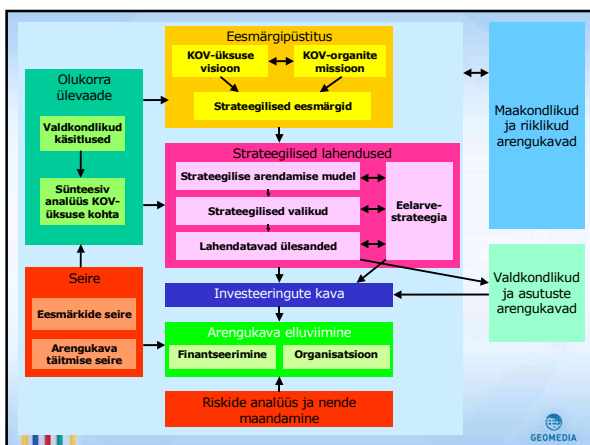 Eesmärgipüstitus
KOV-üksuse
visioon
KOV-organite
missioon
Strateegilised eesmärgid
Olukorra
ülevaade
Valdkondlikud
käsitlused
Sünteesiv
analüüs KOV-
üksuse kohta
Strateegilised lahendused
Strateegilise arendamise mudel
Strateegilised valikud
Lahendatavad ülesanded
Eelarve-
strateegia
Maakondlikud
ja riiklikud
arengukavad
Seire
Eesmärkide seire
Arengukava
täitmise seire
Investeeringute kava
Valdkondlikud
ja asutuste
arengukavad
Arengukava elluviimine
Finantseerimine
Organisatsioon
Riskide analüüs ja nende
maandamine
GEOMEDIA